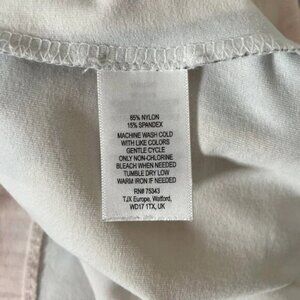 85% NYLON
15% SPANDEX
MACHINE WASH COLD
WITH LIKE COLORS
GENTLE CYCLE
ONLY NON-CHLORINE
BLEACH WHEN NEEDED
TUMBLE DRY LOW
WARM IRON IF NEEDED
RN# 75343
TJX Europe, Watford,
WD17 1TX, UK